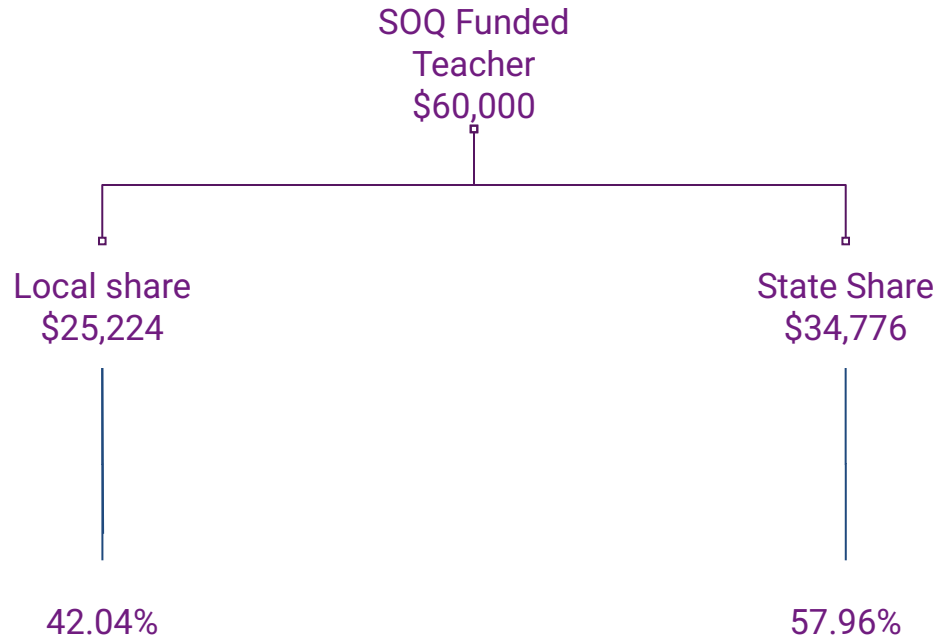 SOQ Funded
Teacher
$60,000
Local share
$25,224
State Share
$34,776
42.04%
57.96%